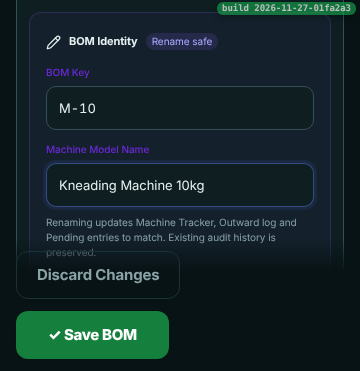 build 2026-11-27-01fa2a3
BOM Identity
Rename safe
BOM Key
M-10
Machine Model Name
Kneading Machine 10kg
Renaming updates Machine Tracker, Outward log and
Pending entries to match. Existing audit history is
preserved.
Discard Changes
✓ Save BOM